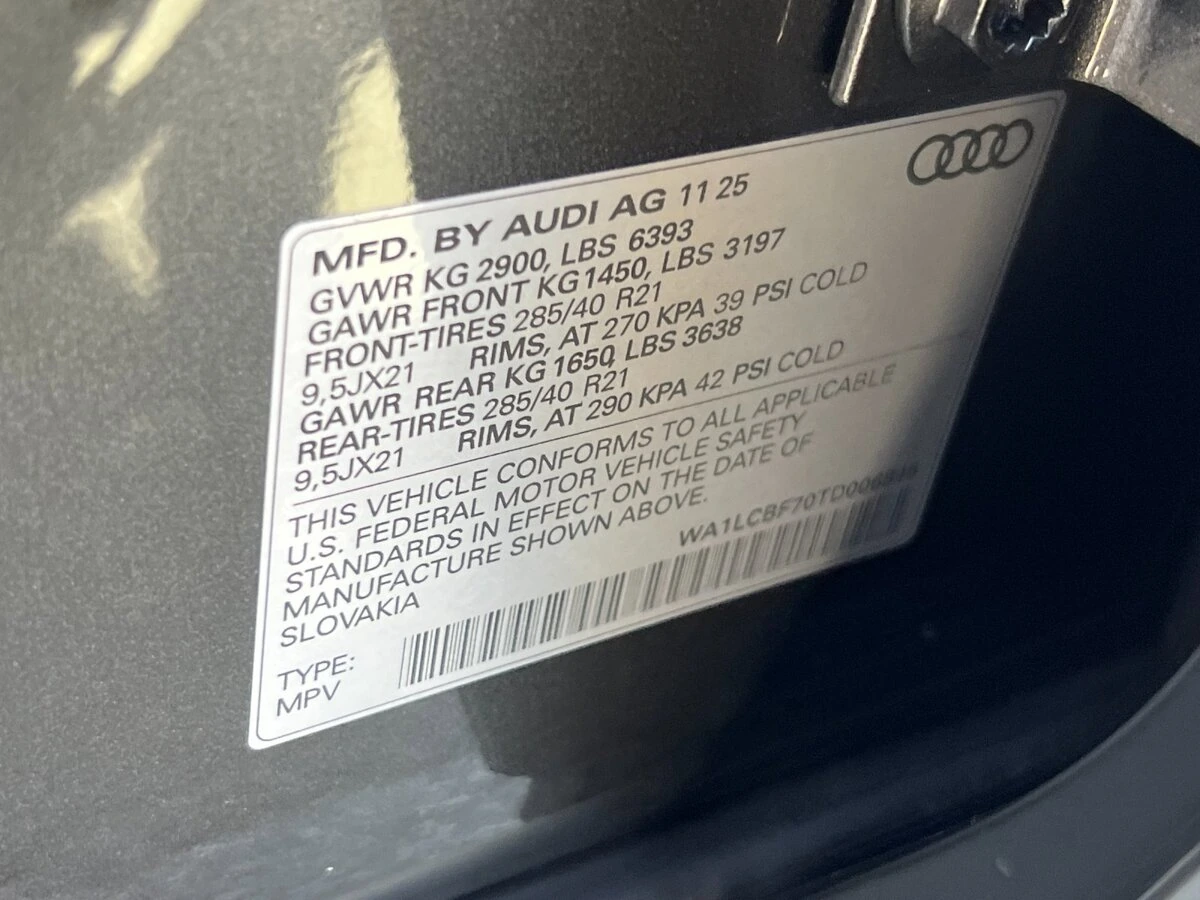 MFD. BY AUDI AG 11 25
GVWR KG 2900, LBS 6393
GAWR FRONT KG 1450, LBS 3197
FRONT-TIRES 285/40 R21
9,5JX21 RIMS, AT 270 KPA 39 PSI COLD
GAWR REAR KG 1650, LBS 3638
REAR-TIRES 285/40 R21
9,5JX21 RIMS, AT 290 KPA 42 PSI COLD
THIS VEHICLE CONFORMS TO ALL APPLICABLE
U.S. FEDERAL MOTOR VEHICLE SAFETY
STANDARDS IN EFFECT ON THE DATE OF
MANUFACTURE SHOWN ABOVE.
SLOVAKIA
TYPE:
MPV